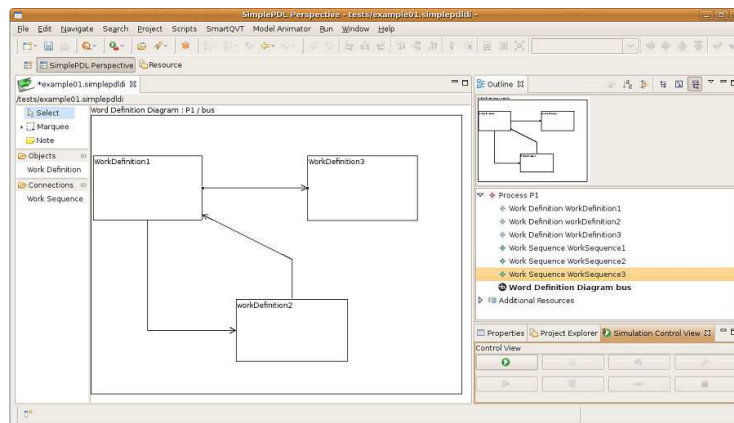 SimplePDL Perspective - tests/example01.simplepdldi -
File Edit Navigate Search Project Scripts SmartQVT Model Animator Run Window Help
SimplePDL Perspective Resource
*example01.simplepdldi
/tests/example01.simplepdldi
Word Definition Diagram : P1 / bus
Select
Marquee
Note
Objects
Work Definition
Connections
Work Sequence
WorkDefinition1
WorkDefinition3
workDefinition2
Outline
Process P1
Work Definition WorkDefinition1
Work Definition workDefinition2
Work Definition WorkDefinition3
Work Sequence WorkSequence1
Work Sequence WorkSequence2
Work Sequence WorkSequence3
Word Definition Diagram bus
Additional Resources
Properties Project Explorer Simulation Control View
Control View